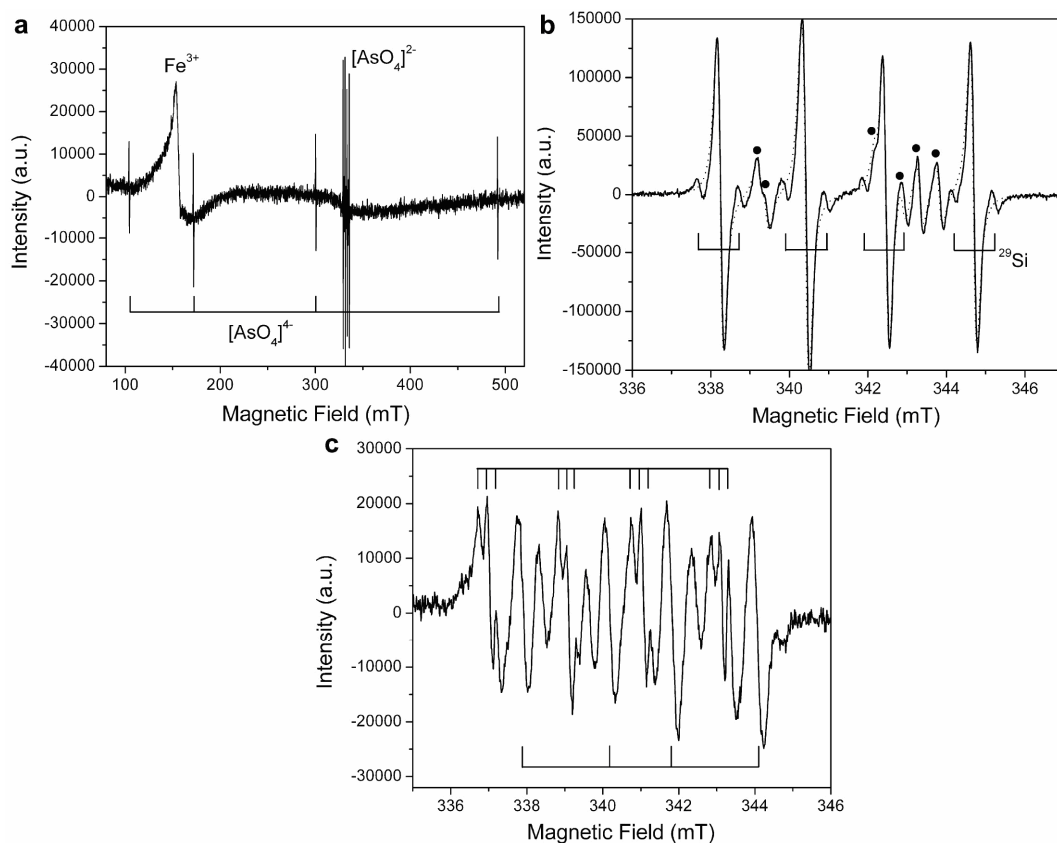 a
40000
30000
20000
10000
0
-10000
-20000
-30000
-40000
Intensity (a.u.)
Fe³⁺
[AsO₄]²⁻
[AsO₄]⁴⁻
100 200 300 400 500
Magnetic Field (mT)
b
150000
100000
50000
0
-50000
-100000
-150000
Intensity (a.u.)
²⁹Si
336 338 340 342 344 346
Magnetic Field (mT)
c
30000
20000
10000
0
-10000
-20000
-30000
Intensity (a.u.)
336 338 340 342 344 346
Magnetic Field (mT)